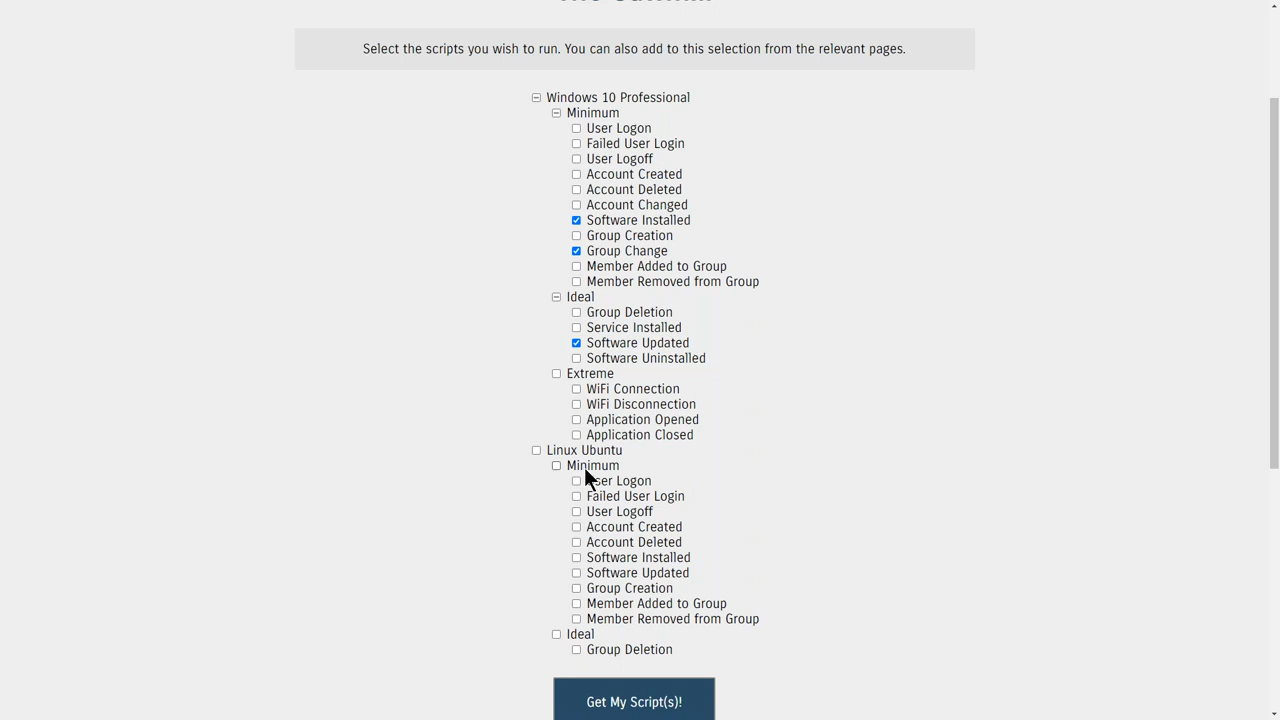 Select the scripts you wish to run. You can also add to this selection from the relevant pages.
Windows 10 Professional
Minimum
User Logon
Failed User Login
User Logoff
Account Created
Account Deleted
Account Changed
Software Installed
Group Creation
Group Change
Member Added to Group
Member Removed from Group
Ideal
Group Deletion
Service Installed
Software Updated
Software Uninstalled
Extreme
WiFi Connection
WiFi Disconnection
Application Opened
Application Closed
Linux Ubuntu
Minimum
User Logon
Failed User Login
User Logoff
Account Created
Account Deleted
Software Installed
Software Updated
Group Creation
Member Added to Group
Member Removed from Group
Ideal
Group Deletion
Get My Script(s)!